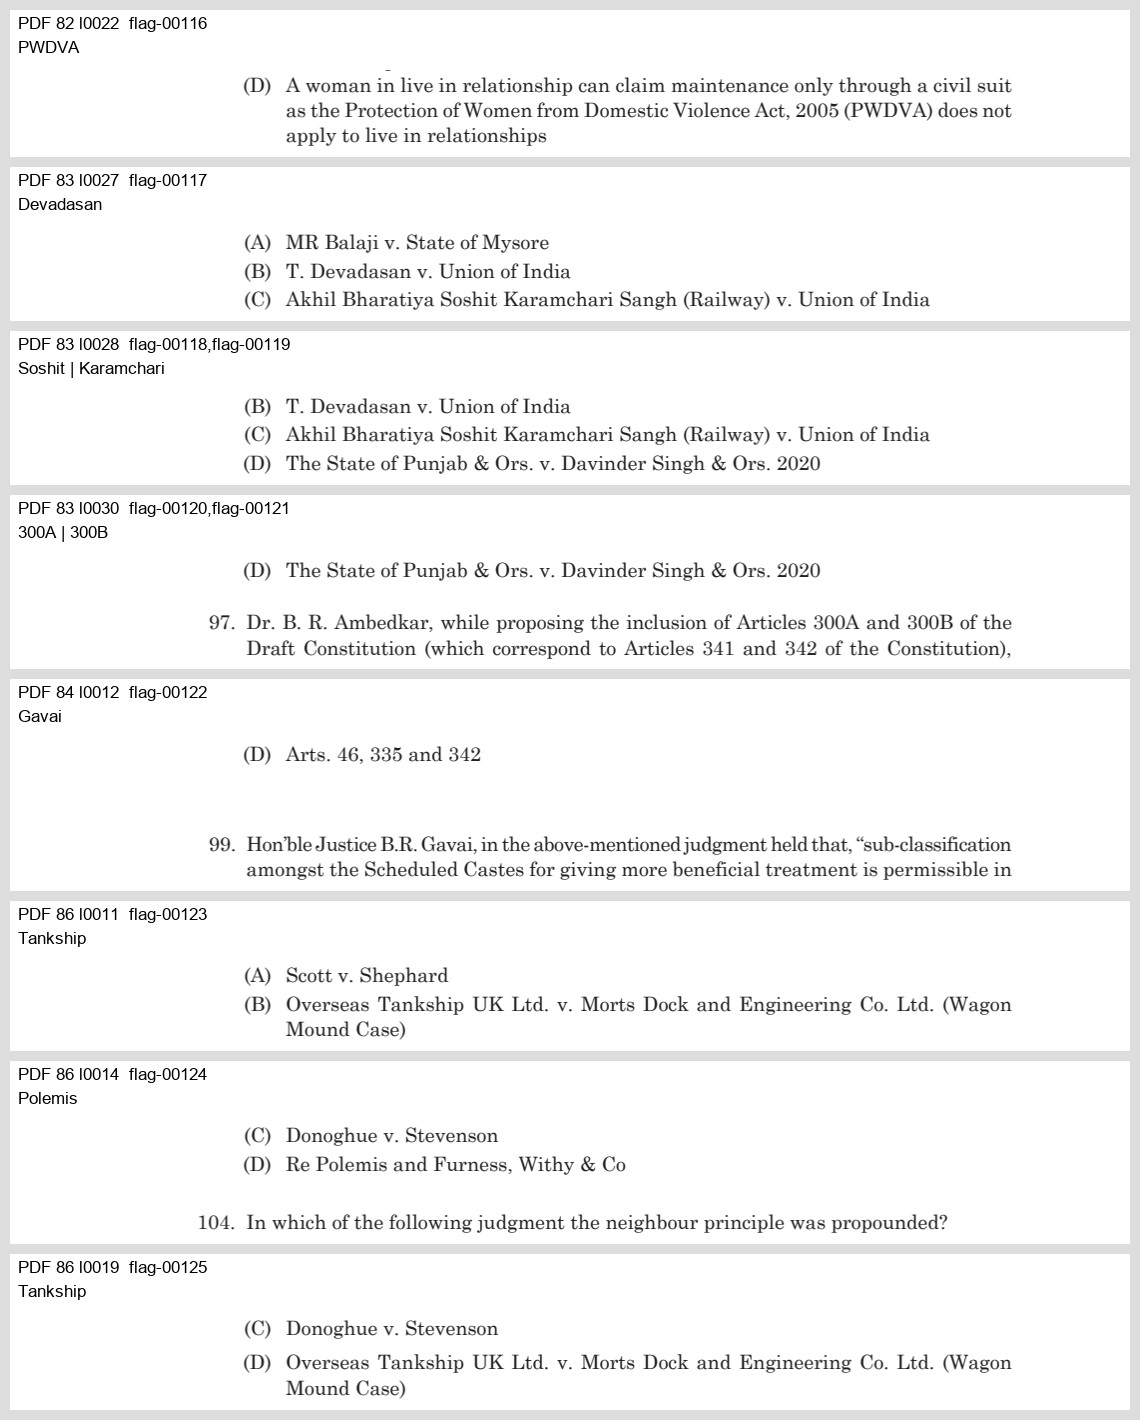 PDF 82 l0022 flag-00116
PWDVA
(D) A woman in live in relationship can claim maintenance only through a civil suit
as the Protection of Women from Domestic Violence Act, 2005 (PWDVA) does not
apply to live in relationships
PDF 83 l0027 flag-00117
Devadasan
(A) MR Balaji v. State of Mysore
(B) T. Devadasan v. Union of India
(C) Akhil Bharatiya Soshit Karamchari Sangh (Railway) v. Union of India
PDF 83 l0028 flag-00118,flag-00119
Soshit | Karamchari
(B) T. Devadasan v. Union of India
(C) Akhil Bharatiya Soshit Karamchari Sangh (Railway) v. Union of India
(D) The State of Punjab & Ors. v. Davinder Singh & Ors. 2020
PDF 83 l0030 flag-00120,flag-00121
300A | 300B
(D) The State of Punjab & Ors. v. Davinder Singh & Ors. 2020
97. Dr. B. R. Ambedkar, while proposing the inclusion of Articles 300A and 300B of the
Draft Constitution (which correspond to Articles 341 and 342 of the Constitution),
PDF 84 l0012 flag-00122
Gavai
(D) Arts. 46, 335 and 342
99. Hon’ble Justice B.R. Gavai, in the above-mentioned judgment held that, “sub-classification
amongst the Scheduled Castes for giving more beneficial treatment is permissible in
PDF 86 l0011 flag-00123
Tankship
(A) Scott v. Shephard
(B) Overseas Tankship UK Ltd. v. Morts Dock and Engineering Co. Ltd. (Wagon
Mound Case)
PDF 86 l0014 flag-00124
Polemis
(C) Donoghue v. Stevenson
(D) Re Polemis and Furness, Withy & Co
104. In which of the following judgment the neighbour principle was propounded?
PDF 86 l0019 flag-00125
Tankship
(C) Donoghue v. Stevenson
(D) Overseas Tankship UK Ltd. v. Morts Dock and Engineering Co. Ltd. (Wagon
Mound Case)